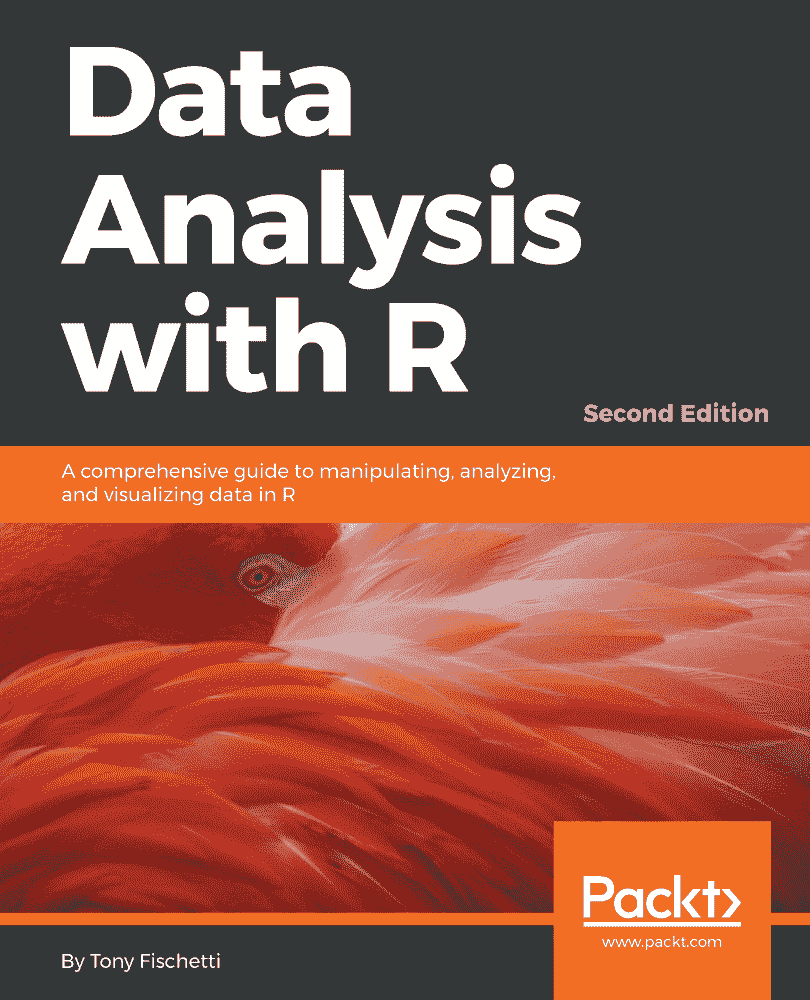 Data
Analysis
with R
Second Edition
A comprehensive guide to manipulating, analyzing,
and visualizing data in R
Packt>
www.packt.com
By Tony Fischetti